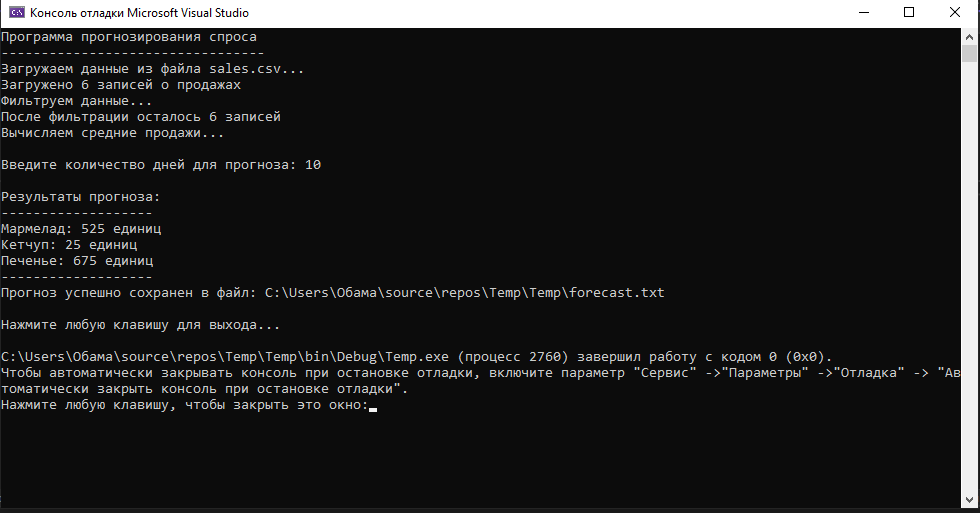 Консоль отладки Microsoft Visual Studio
Программа прогнозирования спроса
---------------------------------
Загружаем данные из файла sales.csv...
Загружено 6 записей о продажах
Фильтруем данные...
После фильтрации осталось 6 записей
Вычисляем средние продажи...
Введите количество дней для прогноза: 10
Результаты прогноза:
-------------------
Мармелад: 525 единиц
Кетчуп: 25 единиц
Печенье: 675 единиц
-------------------
Прогноз успешно сохранен в файл: C:\Users\Обама\source\repos\Temp\Temp\forecast.txt
Нажмите любую клавишу для выхода...
C:\Users\Обама\source\repos\Temp\Temp\bin\Debug\Temp.exe (процесс 2760) завершил работу с кодом 0 (0x0).
Чтобы автоматически закрывать консоль при остановке отладки, включите параметр "Сервис" ->"Параметры" ->"Отладка" -> "Ав
томатически закрыть консоль при остановке отладки".
Нажмите любую клавишу, чтобы закрыть это окно: